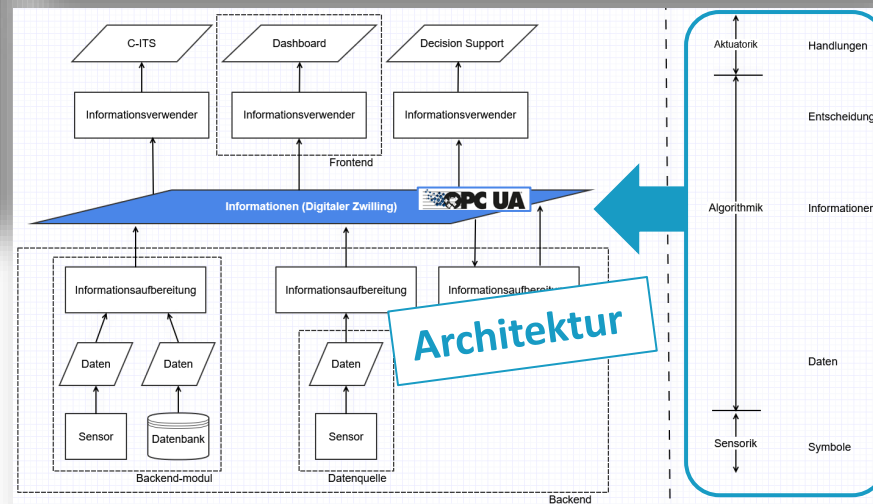 C-ITS
Dashboard
Decision Support
Informationsverwender
Informationsverwender
Informationsverwender
Frontend
Informationen (Digitaler Zwilling)
OPC UA
Informationsaufbereitung
Informationsaufbereitung
Architektur
Daten
Daten
Daten
Sensor
Datenbank
Sensor
Backend-modul
Datenquelle
Backend
Aktuatorik
Handlungen
Algorithmik
Informationen
Daten
Sensorik
Symbole